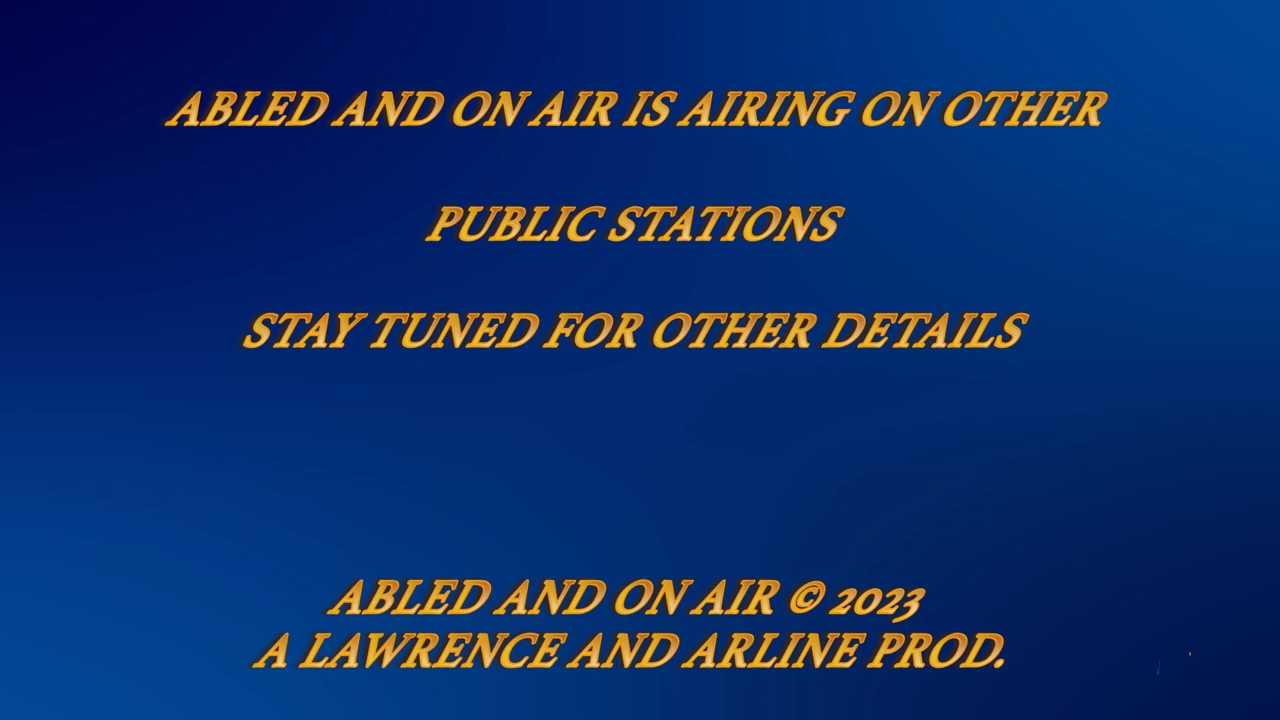 ABLED AND ON AIR IS AIRING ON OTHER
PUBLIC STATIONS
STAY TUNED FOR OTHER DETAILS
ABLED AND ON AIR © 2023
A LAWRENCE AND ARLINE PROD.